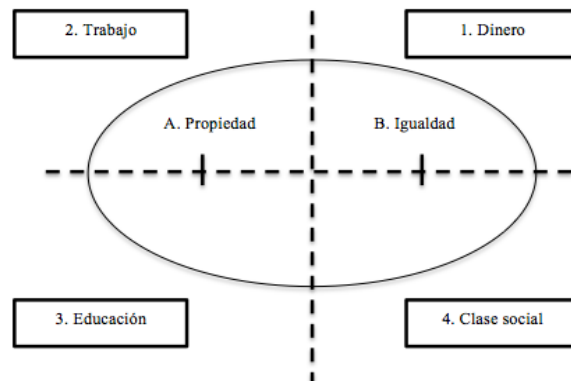 2. Trabajo
1. Dinero
A. Propiedad
B. Igualdad
3. Educación
4. Clase social